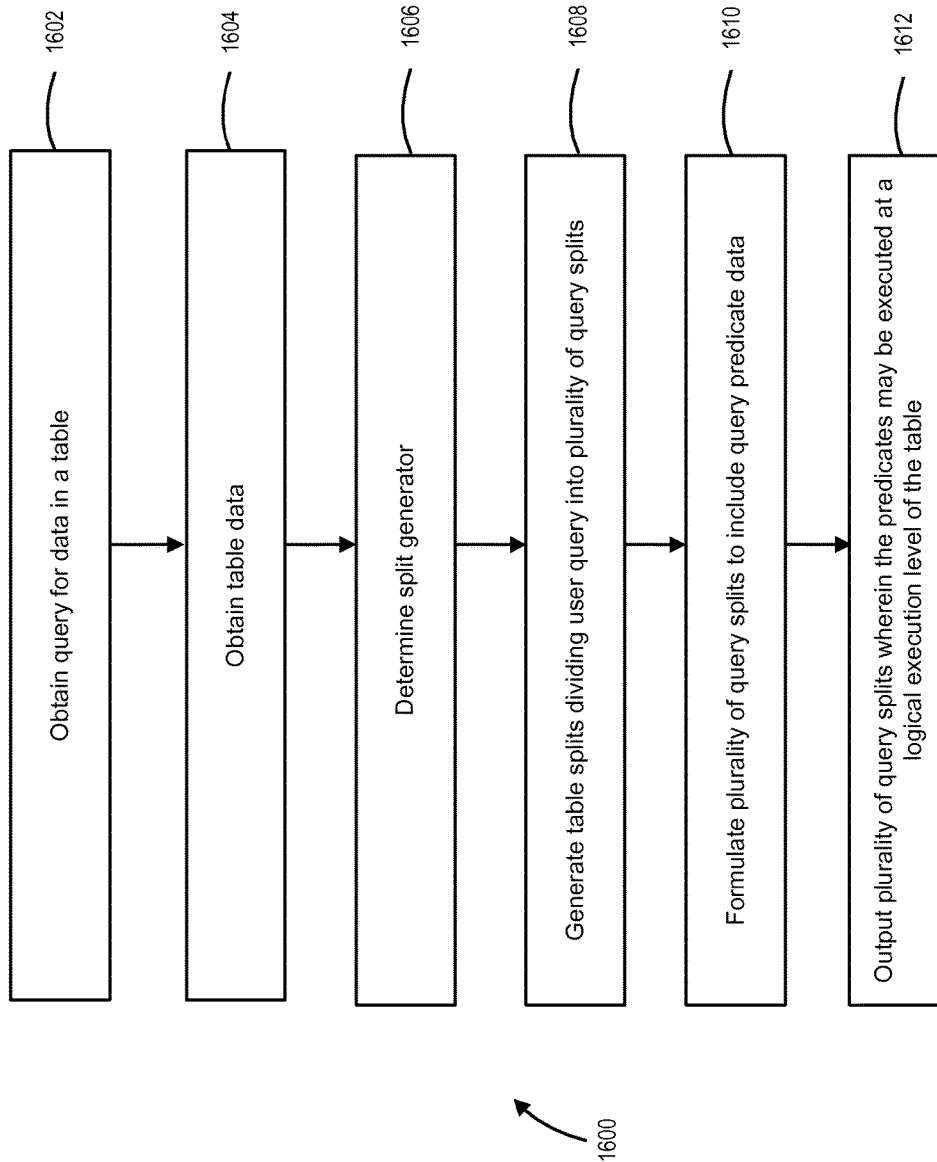 Obtain query for data in a table
1602
Obtain table data
1604
Determine split generator
1606
Generate table splits dividing user query into plurality of query splits
1608
Formulate plurality of query splits to include query predicate data
1610
Output plurality of query splits wherein the predicates may be executed at a
logical execution level of the table
1612
1600